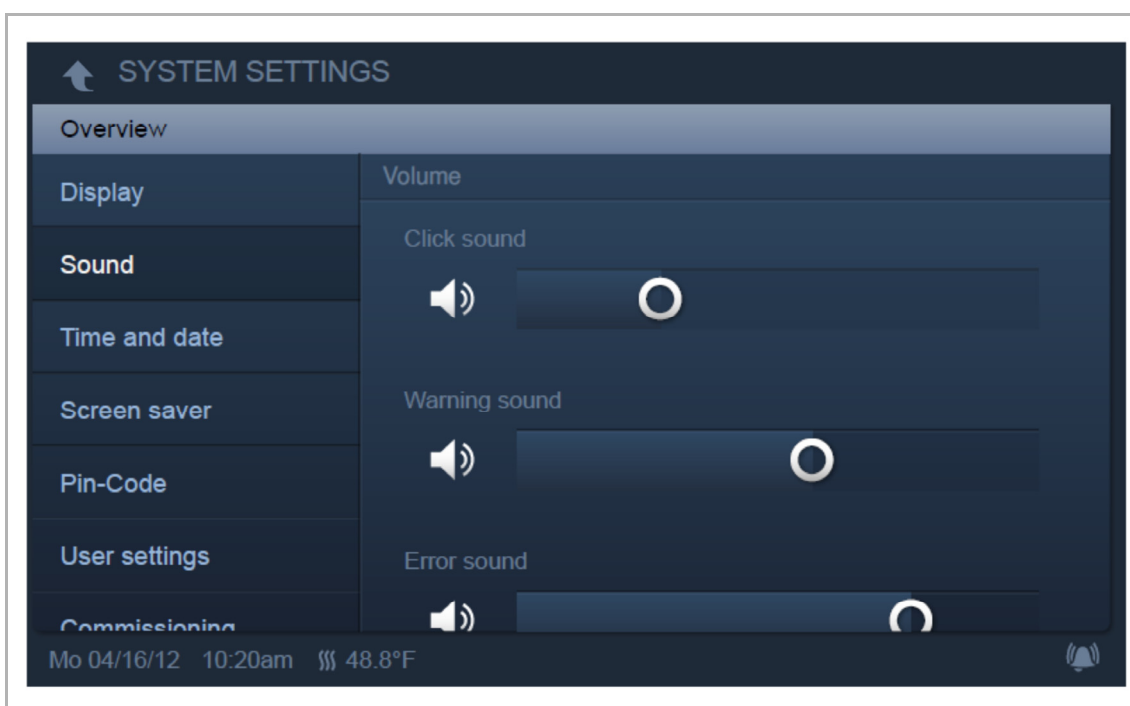 SYSTEM SETTINGS
Overview
Display
Sound
Time and date
Screen saver
Pin-Code
User settings
Commissioning
Volume
Click sound
Warning sound
Error sound
Mo 04/16/12 10:20am 48.8°F